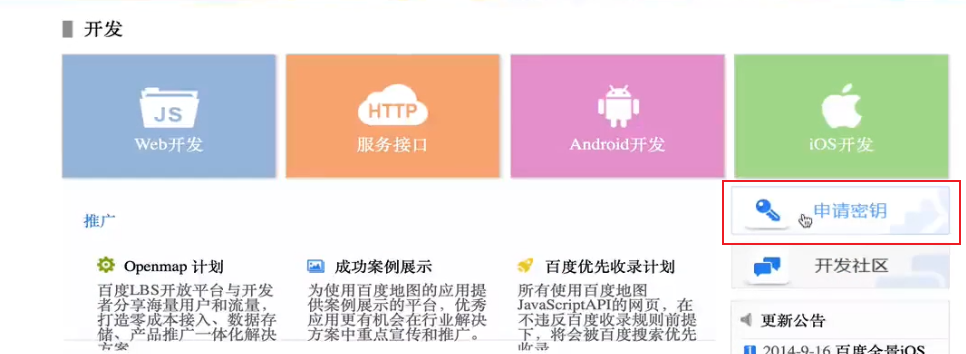 开发
JS
Web开发
HTTP
服务接口
Android开发
iOS开发
申请密钥
推广
开发社区
Openmap 计划
百度LBS开放平台与开发
者分享海量用户和流量，
打造零成本接入、数据存
储、产品推广一体化解决
方案
成功案例展示
为使用百度地图的应用提
供案例展示的平台，优秀
应用更有机会在行业解决
方案中重点宣传和推广。
百度优先收录计划
所有使用百度地图
JavaScriptAPI的网页，在
不违反百度收录规则前提
下，将会被百度搜索优先
收录
更新公告
2014-9-16 百度全景iOS